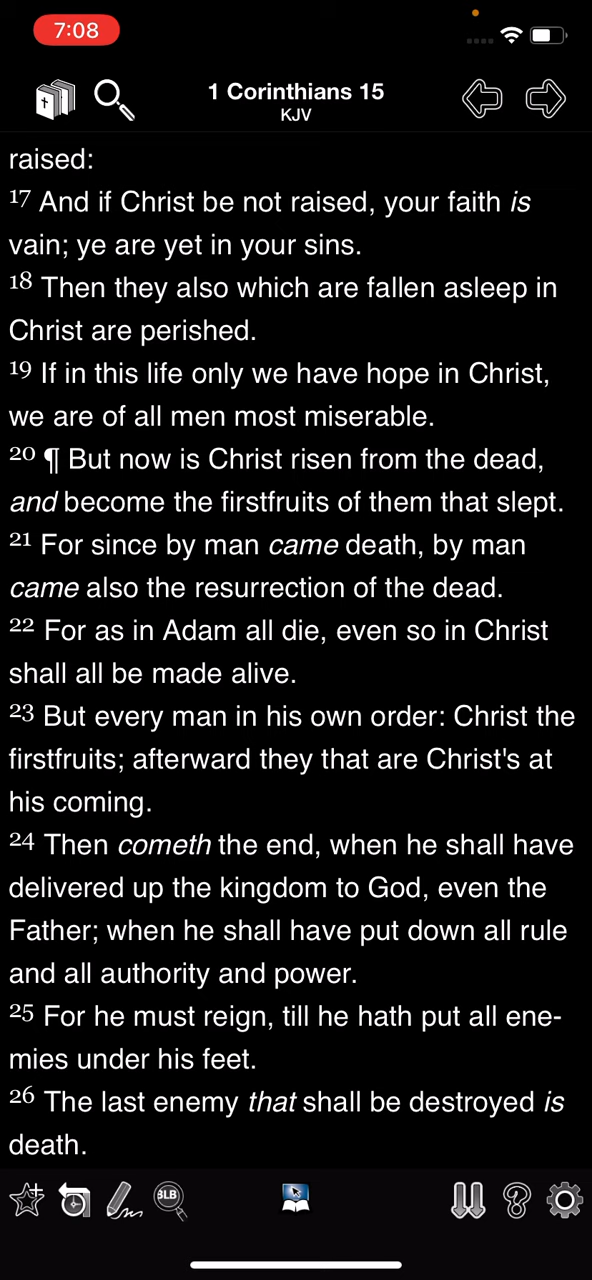 7:08
1 Corinthians 15
KJV
raised:
17 And if Christ be not raised, your faith is
vain; ye are yet in your sins.
18 Then they also which are fallen asleep in
Christ are perished.
19 If in this life only we have hope in Christ,
we are of all men most miserable.
20 ¶ But now is Christ risen from the dead,
and become the firstfruits of them that slept.
21 For since by man came death, by man
came also the resurrection of the dead.
22 For as in Adam all die, even so in Christ
shall all be made alive.
23 But every man in his own order: Christ the
firstfruits; afterward they that are Christ's at
his coming.
24 Then cometh the end, when he shall have
delivered up the kingdom to God, even the
Father; when he shall have put down all rule
and all authority and power.
25 For he must reign, till he hath put all ene-
mies under his feet.
26 The last enemy that shall be destroyed is
death.
BLB